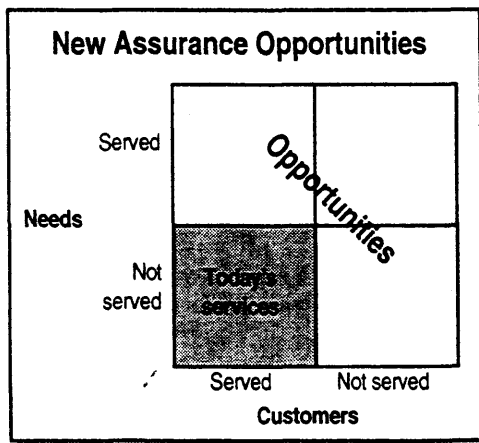 New Assurance Opportunities
Served
Opportunities
Needs
Not
served
Today's
services
Served
Not served
Customers